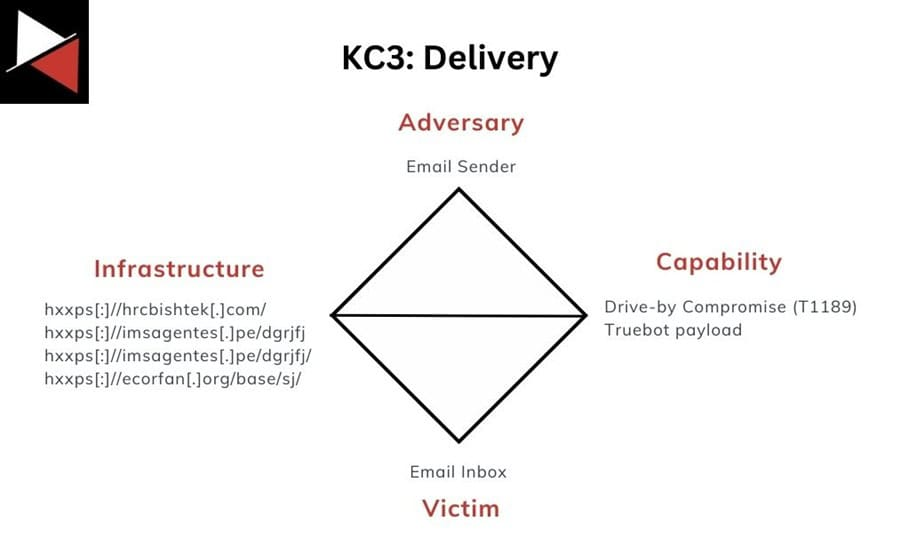 KC3: Delivery
Adversary
Email Sender
Infrastructure
hxxps[:]//hrcbishtek[.]com/
hxxps[:]//imsagentes[.]pe/dgrjfj
hxxps[:]//imsagentes[.]pe/dgrjfj/
hxxps[:]//ecorfan[.]org/base/sj/
Capability
Drive-by Compromise (T1189)
Truebot payload
Email Inbox
Victim